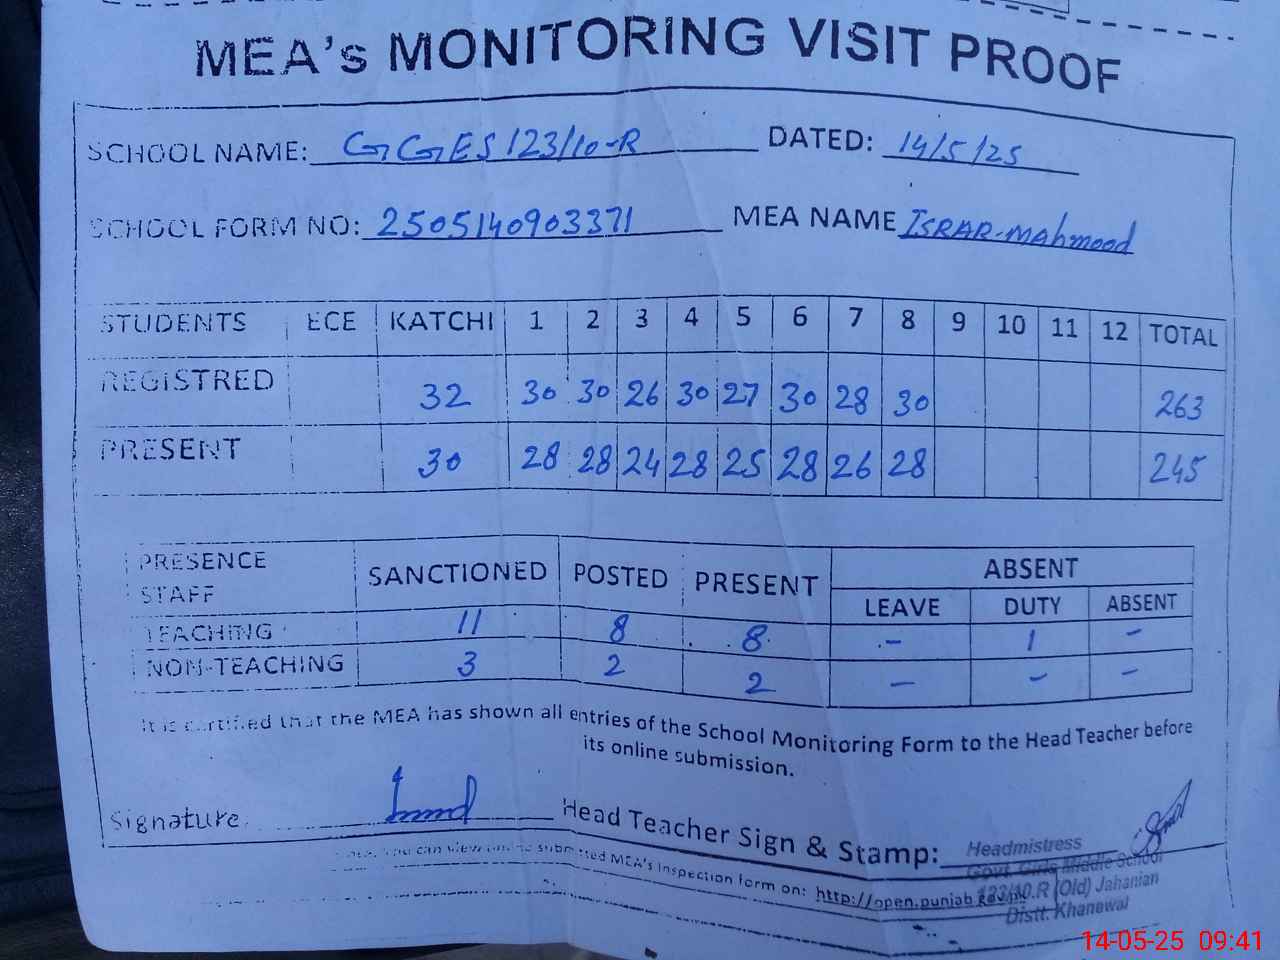 MEA's MONITORING VISIT PROOF
SCHOOL NAME: GGES 123/10-R DATED: 14/5/25
SCHOOL FORM NO: 2505140903371 MEA NAME ISRAR-MAhmood
STUDENTS ECE KATCHI 1 2 3 4 5 6 7 8 9 10 11 12 TOTAL
REGISTRED 32 30 30 26 30 27 30 28 30 263
PRESENT 30 28 28 24 28 25 28 26 28 245
PRESENCE STAFF SANCTIONED POSTED PRESENT ABSENT
LEAVE DUTY ABSENT
TEACHING 11 8 8 - 1 -
NON-TEACHING 3 2 2 - - -
It is certified that the MEA has shown all entries of the School Monitoring Form to the Head Teacher before
its online submission.
Signature Head Teacher Sign & Stamp:
Headmistress
Govt. Girls Middle School
123/10.R (Old) Jahanian
Distt. Khanewal
you can view online submitted MEA's Inspection form on: http://open.punjab.gov.pk
14-05-25 09:41